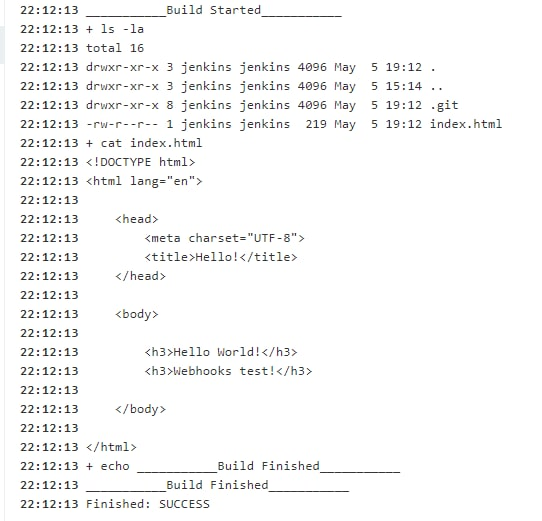 22:12:13 ___________Build Started___________
22:12:13 + ls -la
22:12:13 total 16
22:12:13 drwxr-xr-x 3 jenkins jenkins 4096 May  5 19:12 .
22:12:13 drwxr-xr-x 3 jenkins jenkins 4096 May  5 15:14 ..
22:12:13 drwxr-xr-x 8 jenkins jenkins 4096 May  5 19:12 .git
22:12:13 -rw-r--r-- 1 jenkins jenkins  219 May  5 19:12 index.html
22:12:13 + cat index.html
22:12:13 <!DOCTYPE html>
22:12:13 <html lang="en">
22:12:13
22:12:13     <head>
22:12:13         <meta charset="UTF-8">
22:12:13         <title>Hello!</title>
22:12:13     </head>
22:12:13
22:12:13     <body>
22:12:13
22:12:13         <h3>Hello World!</h3>
22:12:13         <h3>Webhooks test!</h3>
22:12:13
22:12:13     </body>
22:12:13
22:12:13 </html>
22:12:13 + echo ___________Build Finished___________
22:12:13 ___________Build Finished___________
22:12:13 Finished: SUCCESS